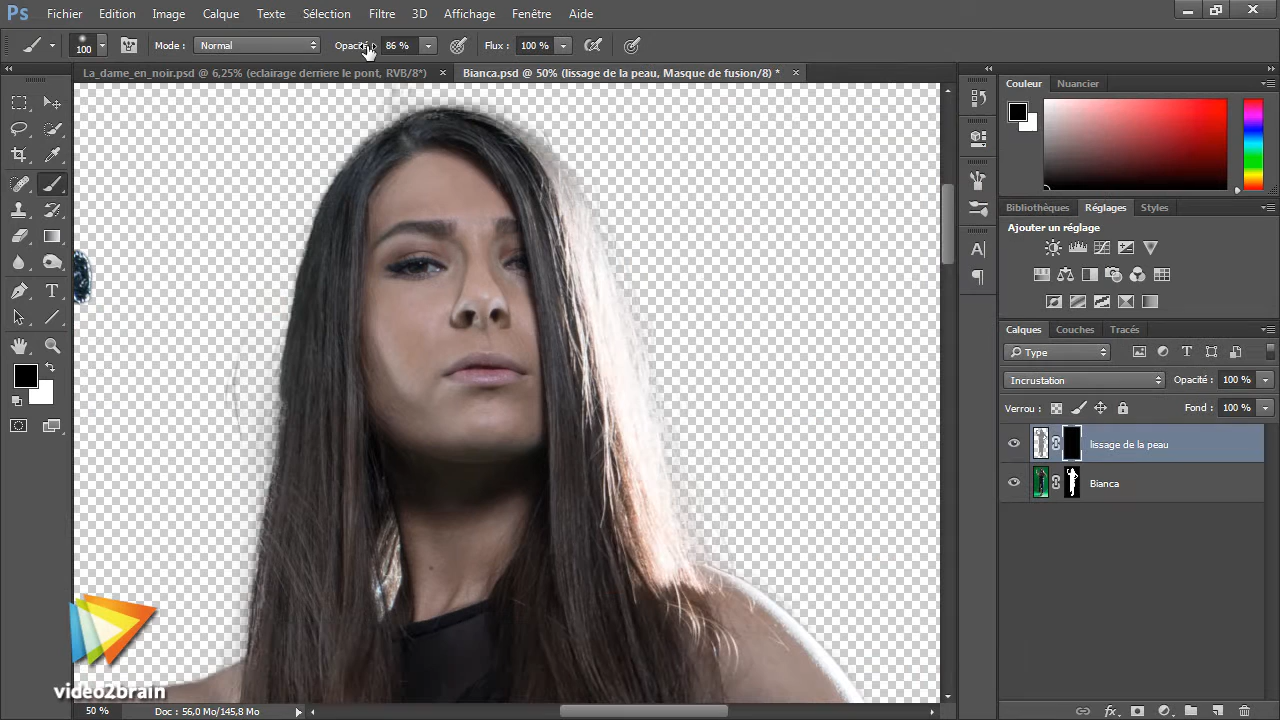 Ps Fichier Edition Image Calque Texte Sélection Filtre 3D Affichage Fenêtre Aide
100 Mode : Normal Opacité : 86 % Flux : 100 %
La_dame_en_noir.psd @ 6,25% (eclairage derriere le pont, RVB/8*) × Bianca.psd @ 50% (lissage de la peau, Masque de fusion/8) * ×
Couleur Nuancier
Bibliothèques Réglages Styles
Ajouter un réglage
Calques Couches Tracés
Type
Incrustation Opacité : 100 %
Verrou : Fond : 100 %
lissage de la peau
Bianca
video2brain
50 % Doc : 56,0 Mo/145,8 Mo